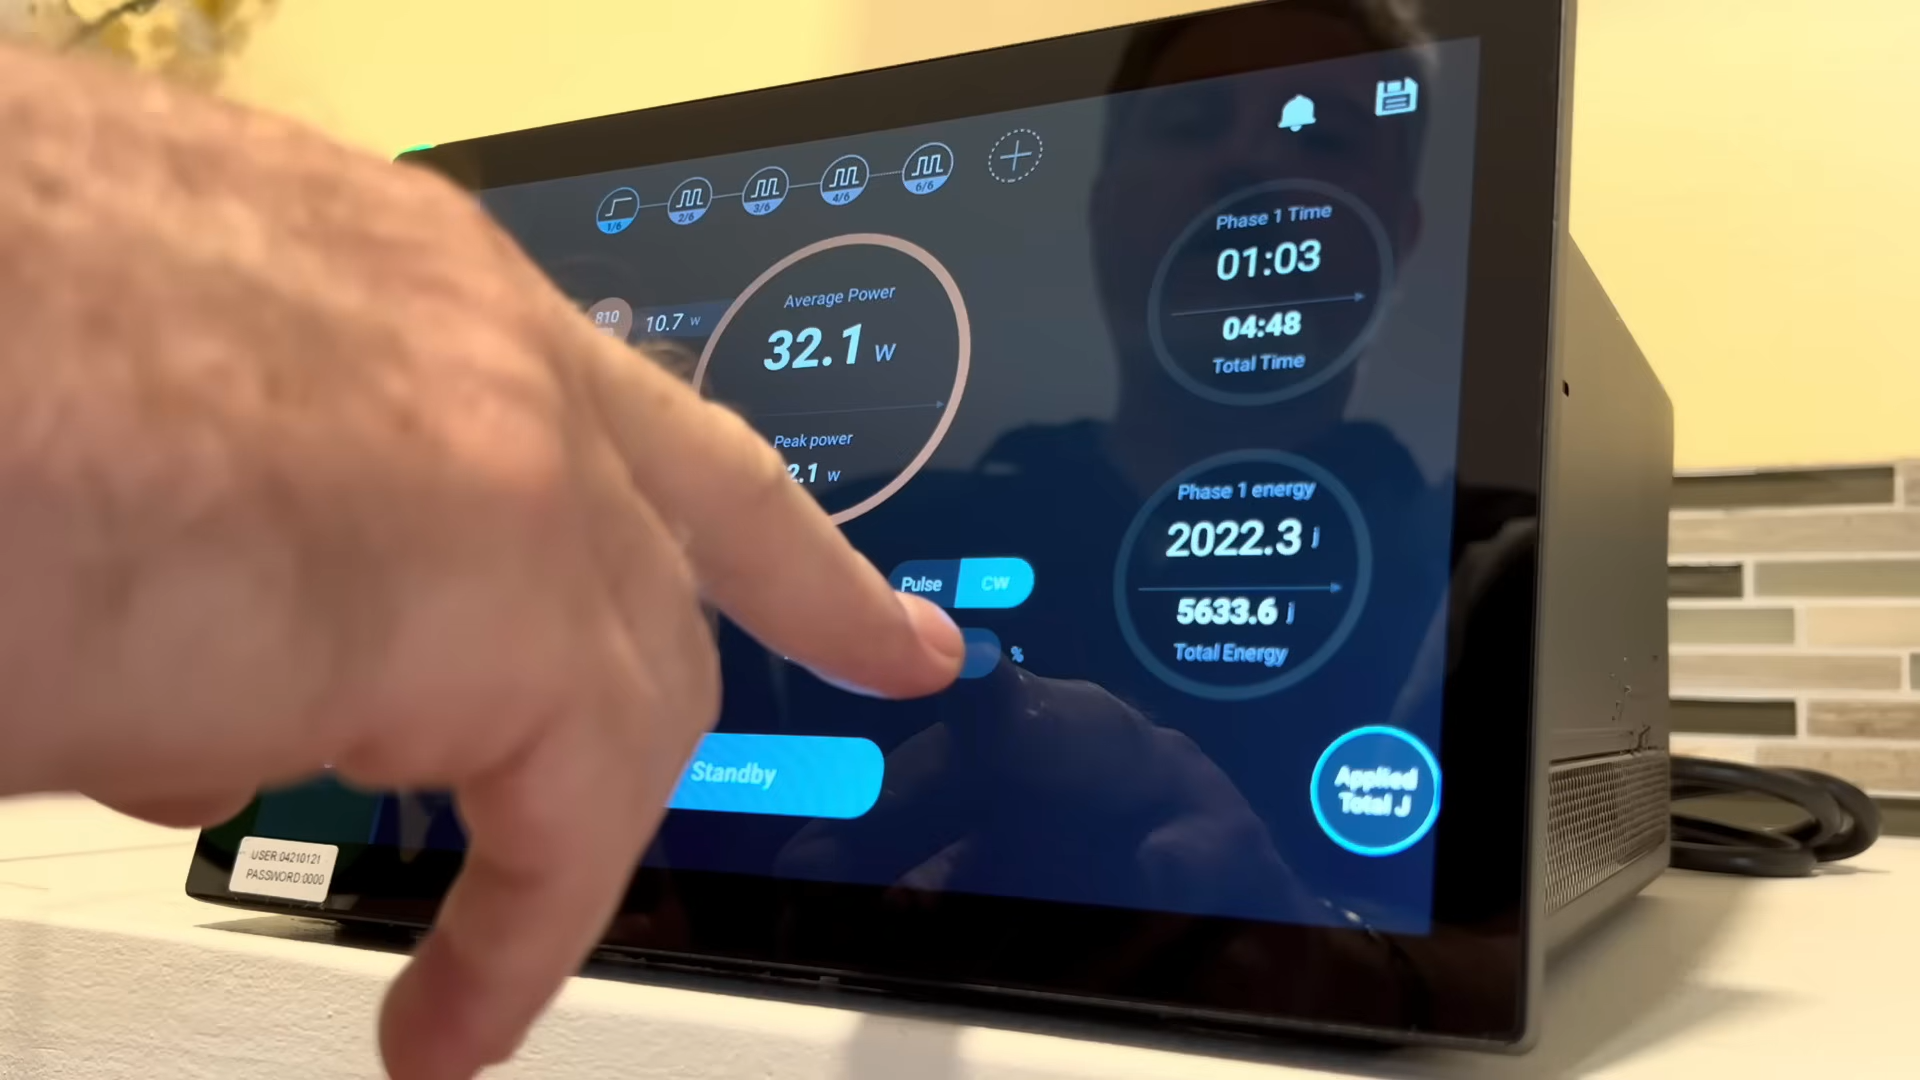 1/6
2/6
3/6
4/6
6/6
810
10.7 W
Average Power
32.1 W
Peak power
2.1 W
Phase 1 Time
01:03
04:48
Total Time
Pulse
CW
%
Phase 1 energy
2022.3 j
5633.6 j
Total Energy
Standby
Applied
Total J
USER:04210121
PASSWORD:0000